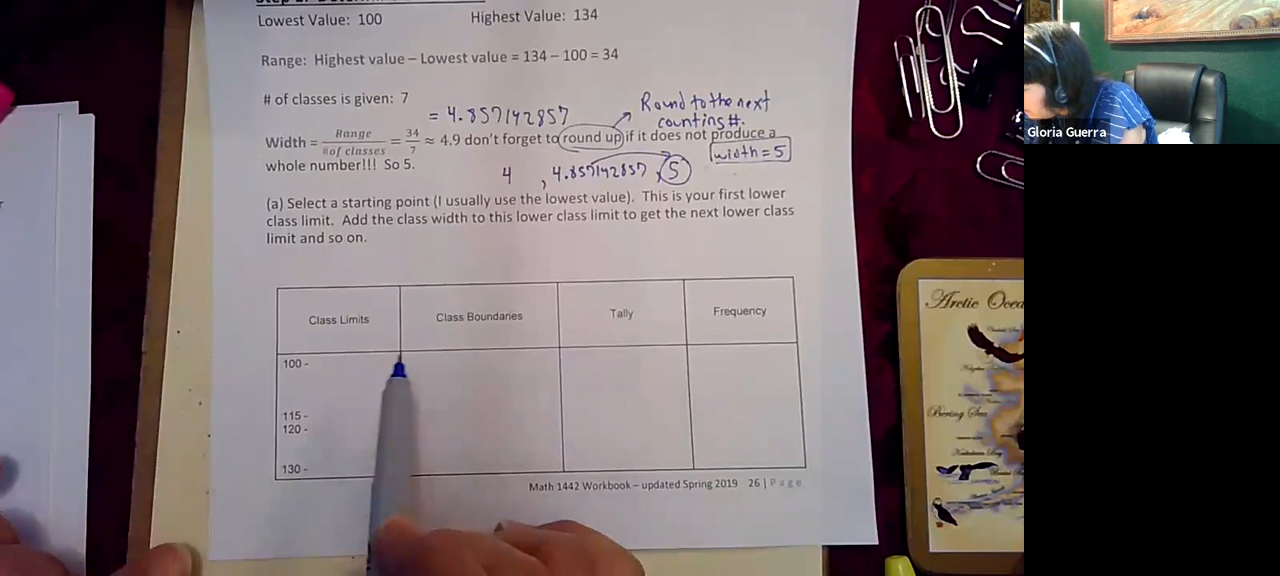 Lowest Value: 100 Highest Value: 134
Range: Highest value – Lowest value = 134 – 100 = 34
# of classes is given: 7
= 4.857142857
Round to the next
counting #.
Width = Range / #of classes = 34 / 7 ≈ 4.9 don't forget to round up if it does not produce a
whole number!!! So 5.
4 , 4.857142857, 5
width = 5
(a) Select a starting point (I usually use the lowest value). This is your first lower
class limit. Add the class width to this lower class limit to get the next lower class
limit and so on.
Class Limits Class Boundaries Tally Frequency
100 -
115 -
120 -
130 -
Math 1442 Workbook – updated Spring 2019 26 | Page
Gloria Guerra
Arctic Ocea
Bering Sea